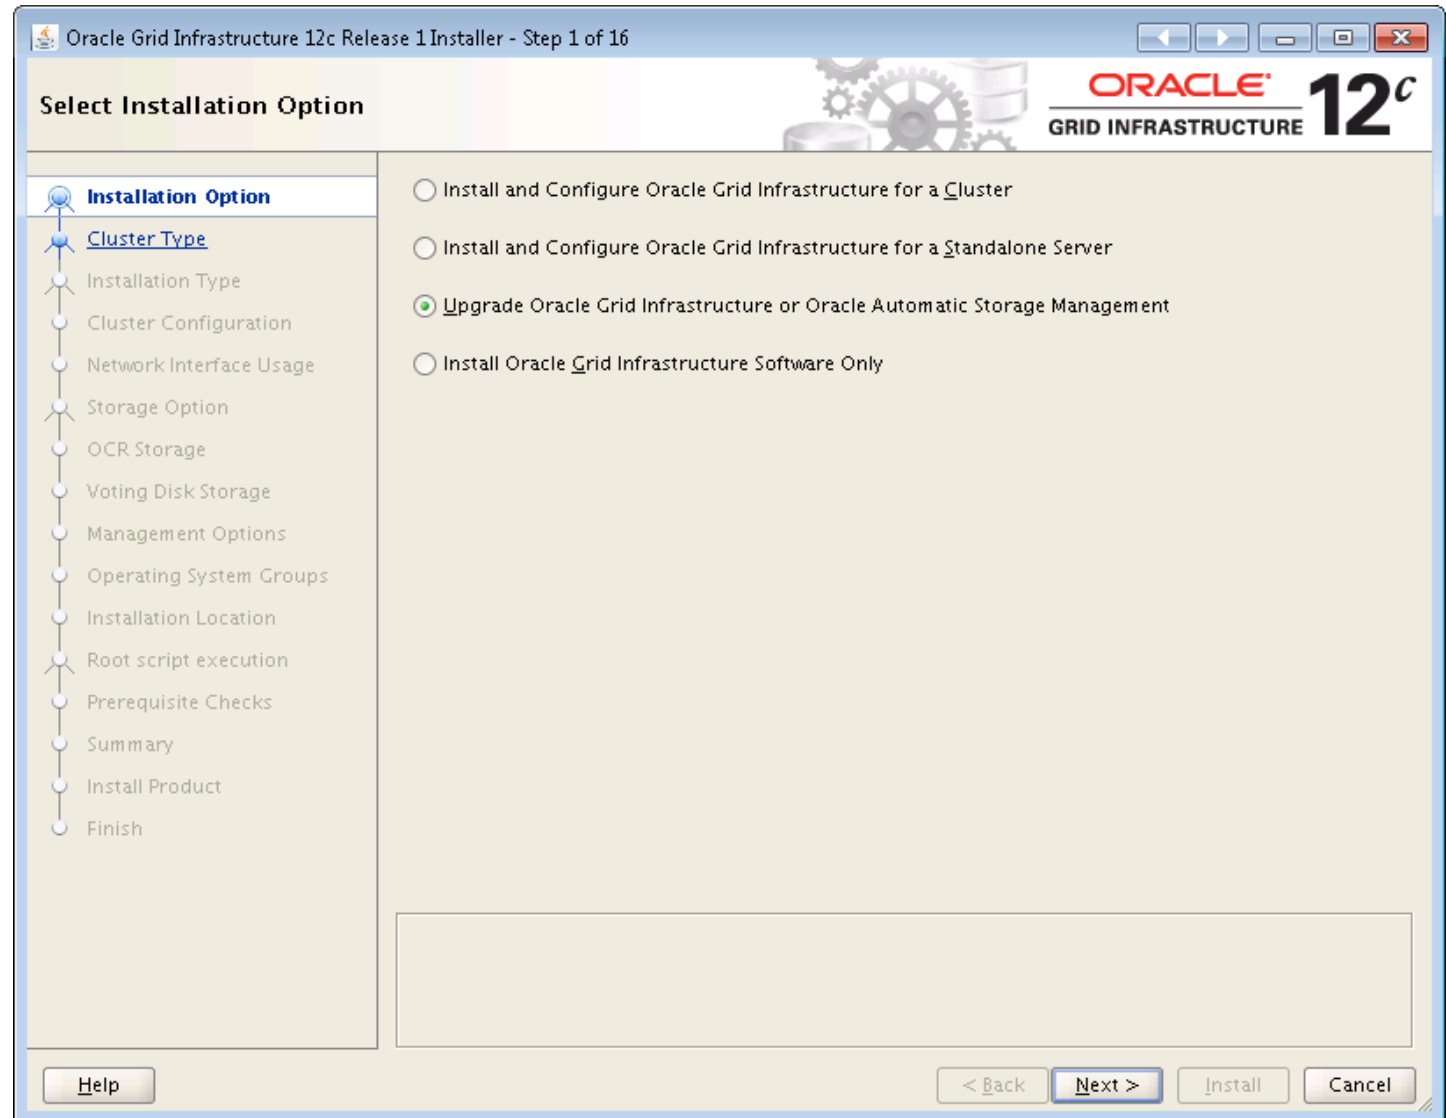 Oracle Grid Infrastructure 12c Release 1 Installer - Step 1 of 16
Select Installation Option
ORACLE
GRID INFRASTRUCTURE
12c
Installation Option
Cluster Type
Installation Type
Cluster Configuration
Network Interface Usage
Storage Option
OCR Storage
Voting Disk Storage
Management Options
Operating System Groups
Installation Location
Root script execution
Prerequisite Checks
Summary
Install Product
Finish
Install and Configure Oracle Grid Infrastructure for a Cluster
Install and Configure Oracle Grid Infrastructure for a Standalone Server
Upgrade Oracle Grid Infrastructure or Oracle Automatic Storage Management
Install Oracle Grid Infrastructure Software Only
Help
< Back
Next >
Install
Cancel